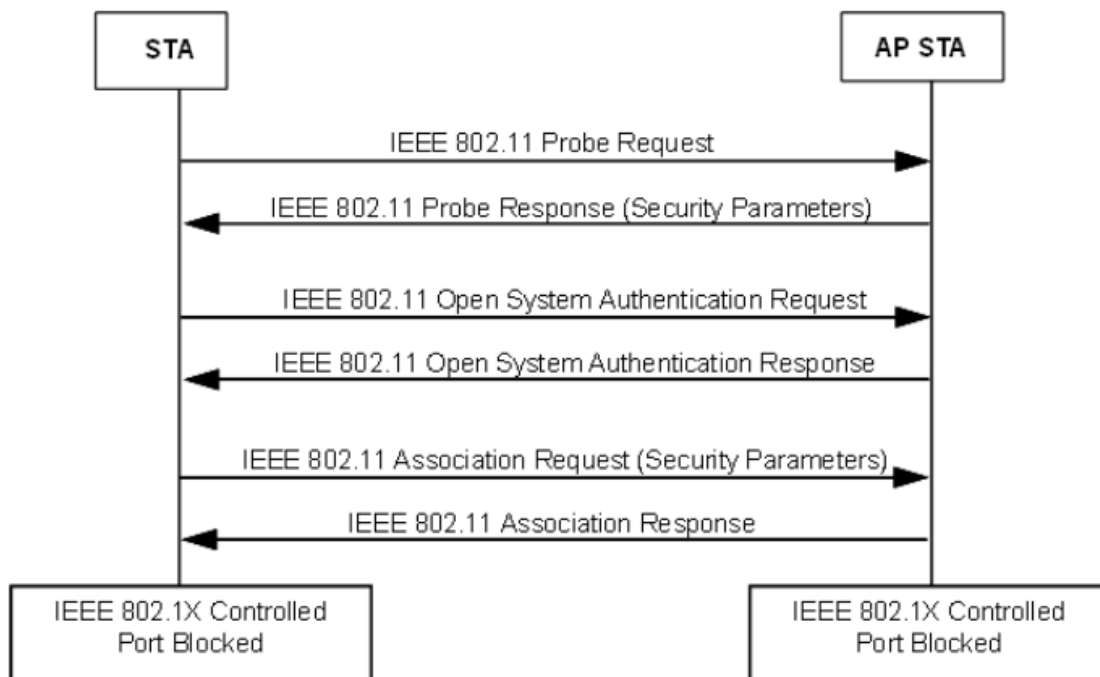 STA
AP STA
IEEE 802.11 Probe Request
IEEE 802.11 Probe Response (Security Parameters)
IEEE 802.11 Open System Authentication Request
IEEE 802.11 Open System Authentication Response
IEEE 802.11 Association Request (Security Parameters)
IEEE 802.11 Association Response
IEEE 802.1X Controlled
Port Blocked
IEEE 802.1X Controlled
Port Blocked